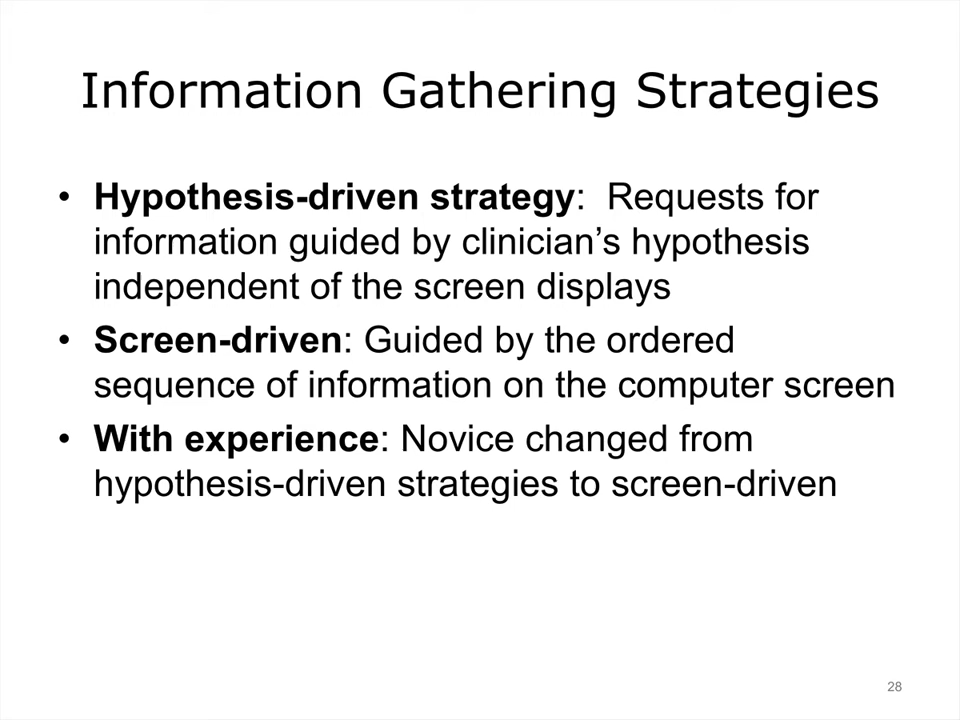 Information Gathering Strategies
• Hypothesis-driven strategy:  Requests for
information guided by clinician’s hypothesis
independent of the screen displays
• Screen-driven: Guided by the ordered
sequence of information on the computer screen
• With experience: Novice changed from
hypothesis-driven strategies to screen-driven
28